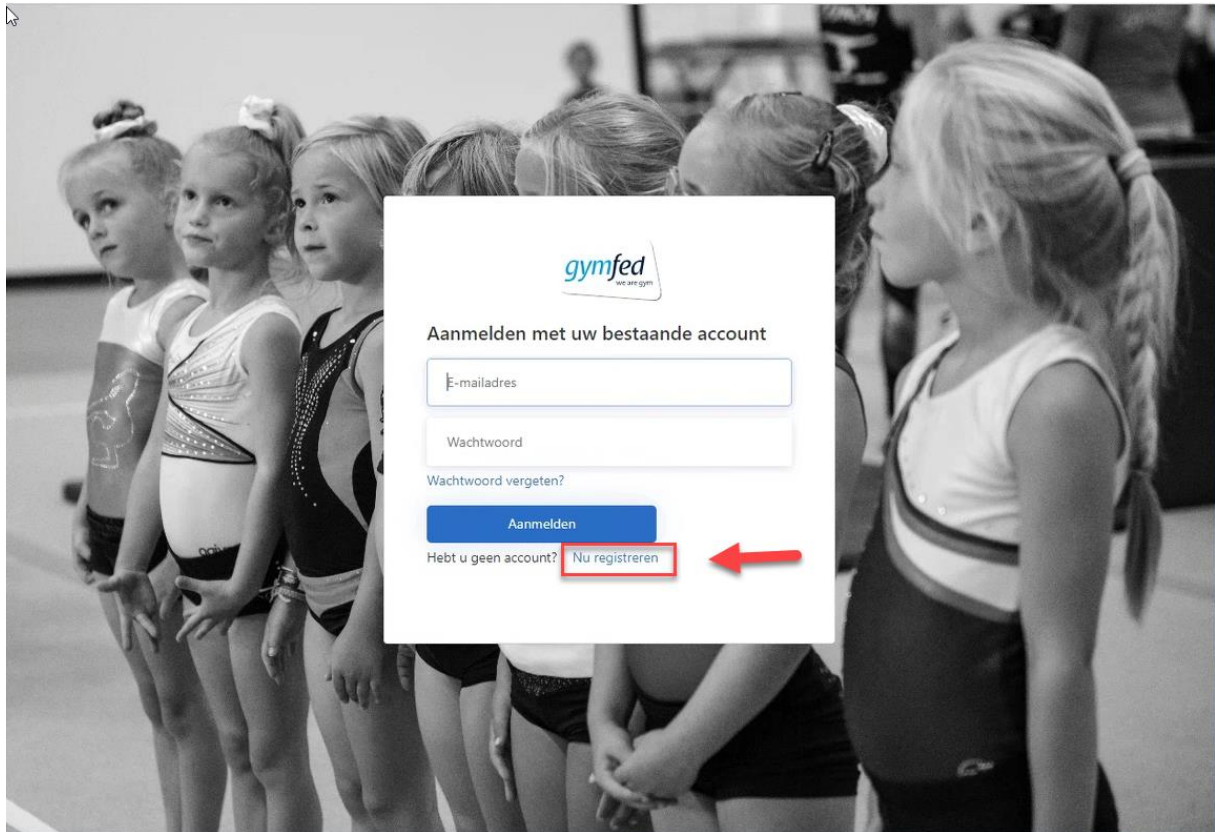 gymfed
we are gym
Aanmelden met uw bestaande account
E-mailadres
Wachtwoord
Wachtwoord vergeten?
Aanmelden
Hebt u geen account? Nu registreren